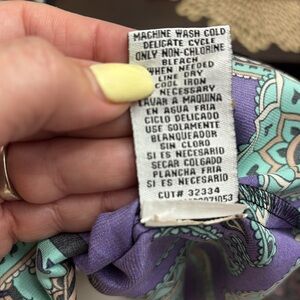 MACHINE WASH COLD
DELICATE CYCLE
ONLY NON-CHLORINE
BLEACH
WHEN NEEDED
LINE DRY
COOL IRON
NECESSARY
LAVAR A MAQUINA
EN AGUA FRIA
CICLO DELICADO
USE SOLAMENTE
BLANQUEADOR
SIN CLORO
SI ES NECESARIO
SECAR COLGADO
PLANCHA FRIA
SI ES NECESARIO
CUT# 32334